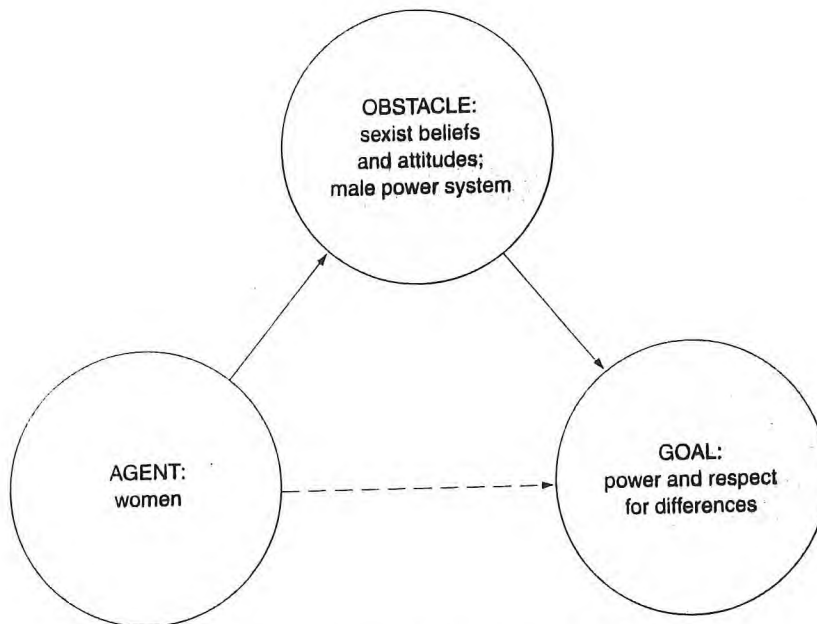 OBSTACLE:
sexist beliefs
and attitudes;
male power system
AGENT:
women
GOAL:
power and respect
for differences